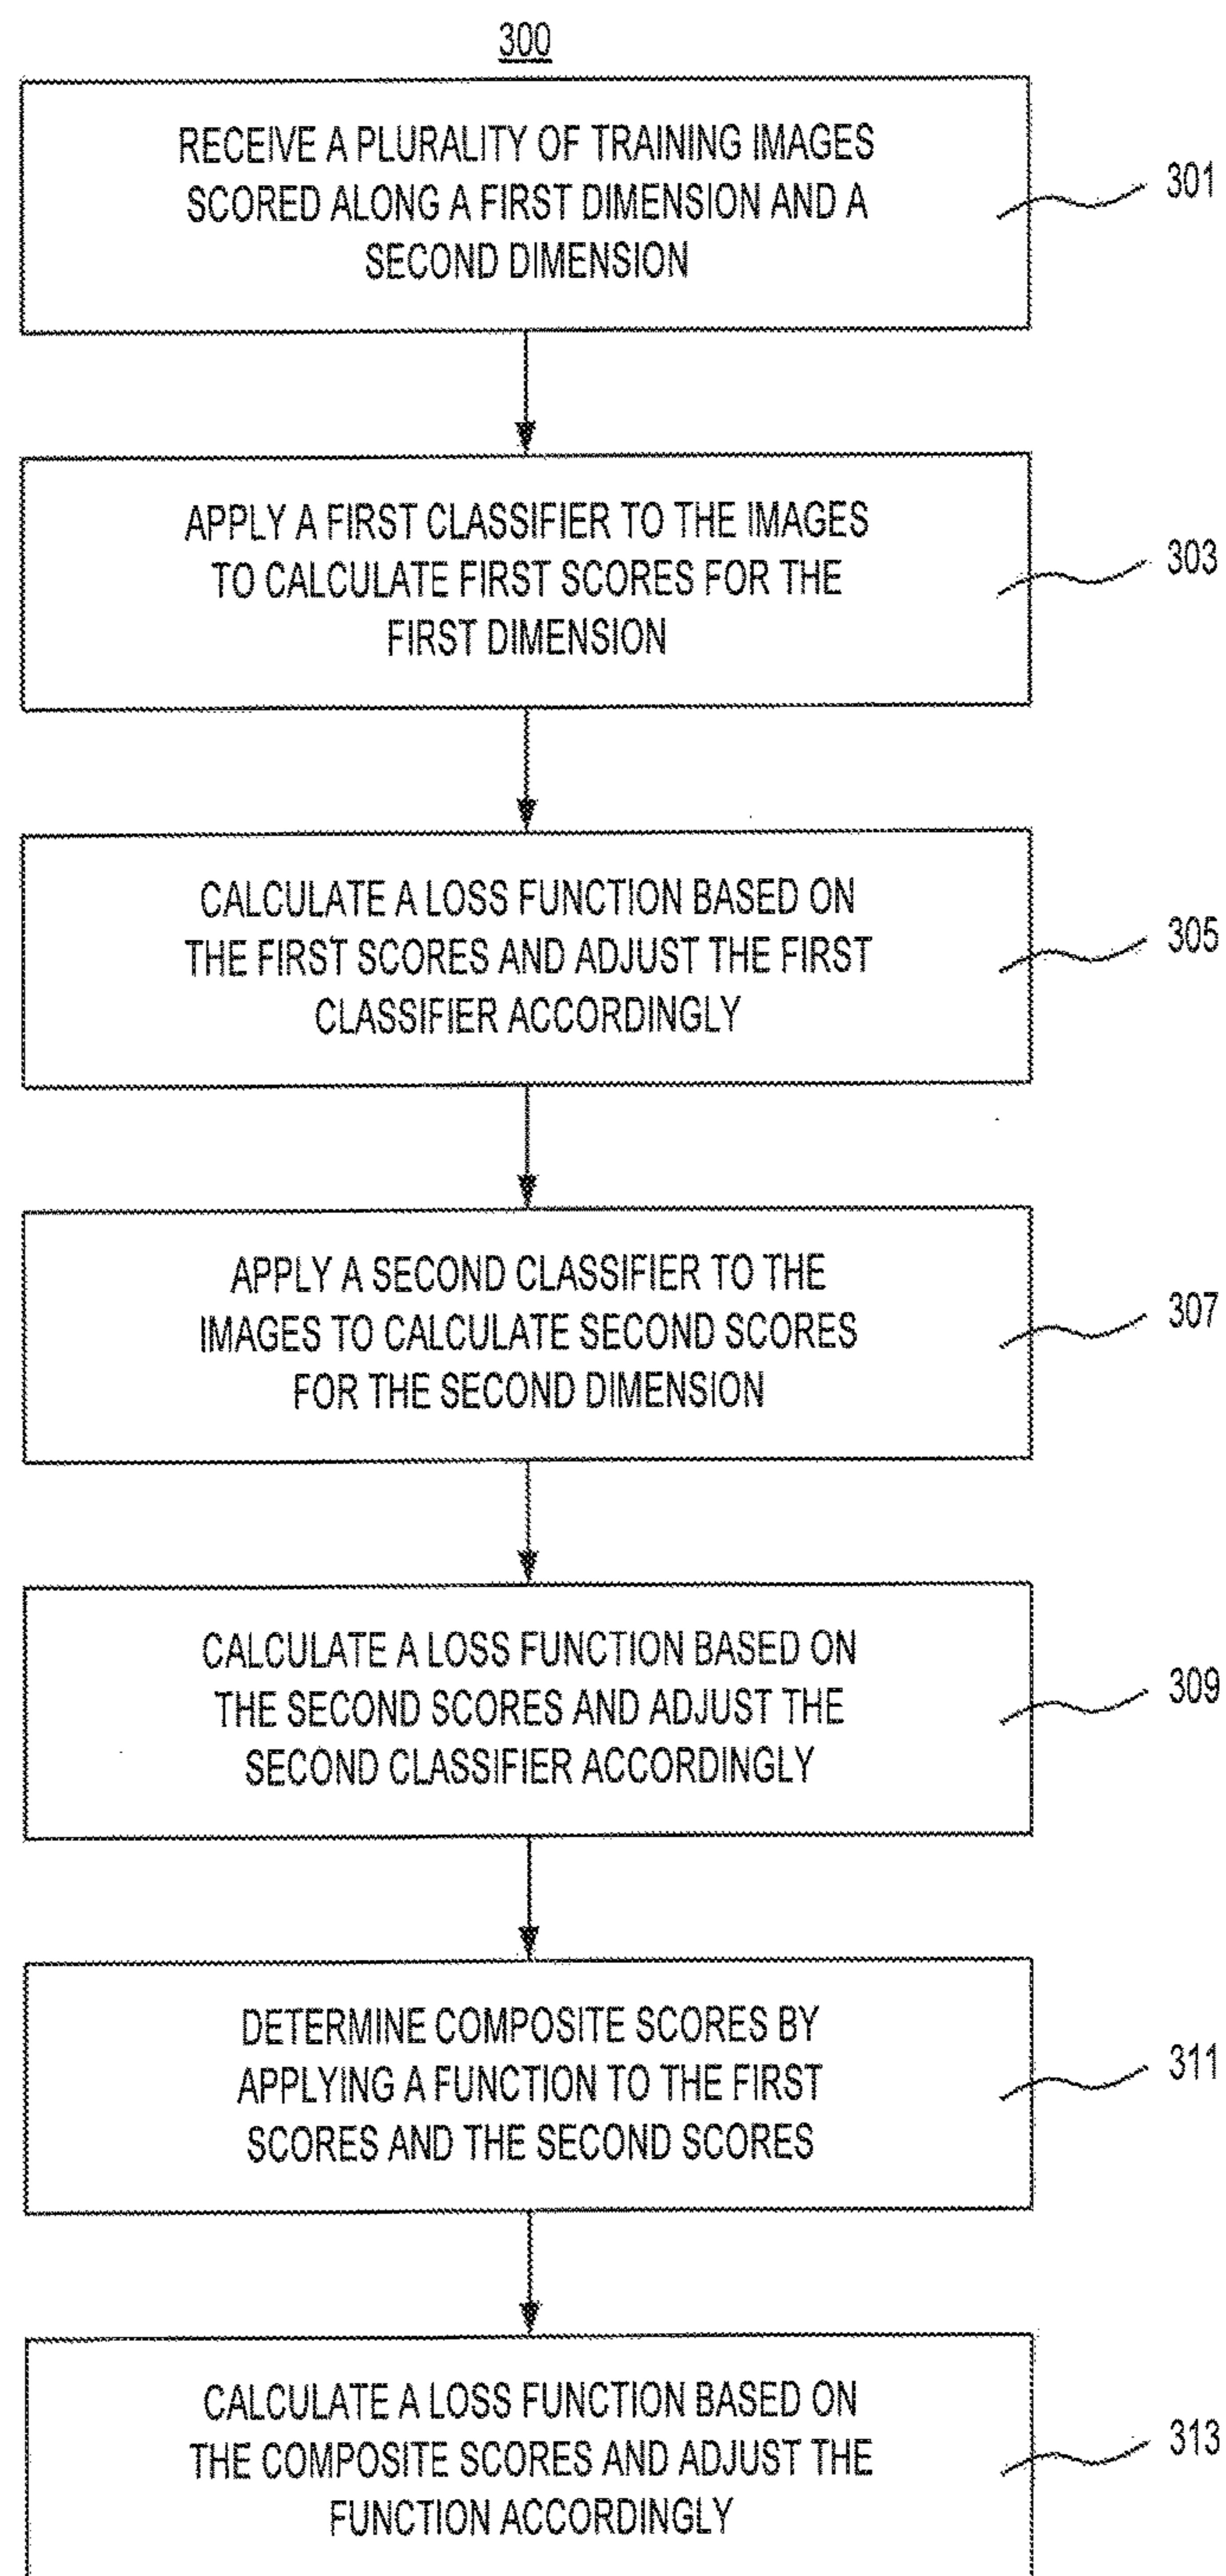 300
RECEIVE A PLURALITY OF TRAINING IMAGES
SCORED ALONG A FIRST DIMENSION AND A
SECOND DIMENSION
301
APPLY A FIRST CLASSIFIER TO THE IMAGES
TO CALCULATE FIRST SCORES FOR THE
FIRST DIMENSION
303
CALCULATE A LOSS FUNCTION BASED ON
THE FIRST SCORES AND ADJUST THE FIRST
CLASSIFIER ACCORDINGLY
305
APPLY A SECOND CLASSIFIER TO THE
IMAGES TO CALCULATE SECOND SCORES
FOR THE SECOND DIMENSION
307
CALCULATE A LOSS FUNCTION BASED ON
THE SECOND SCORES AND ADJUST THE
SECOND CLASSIFIER ACCORDINGLY
309
DETERMINE COMPOSITE SCORES BY
APPLYING A FUNCTION TO THE FIRST
SCORES AND THE SECOND SCORES
311
CALCULATE A LOSS FUNCTION BASED ON
THE COMPOSITE SCORES AND ADJUST THE
FUNCTION ACCORDINGLY
313